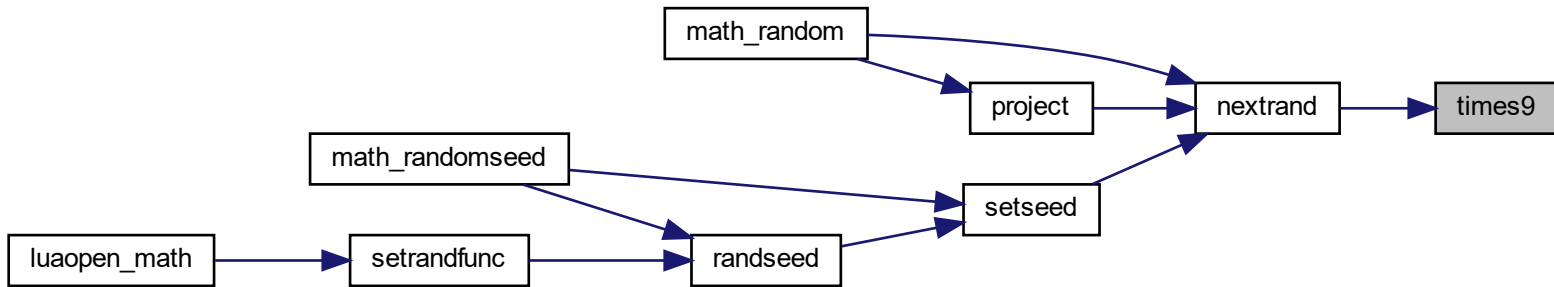 math_random
project
nextrand
times9
math_randomseed
setseed
luaopen_math
setrandfunc
randseed